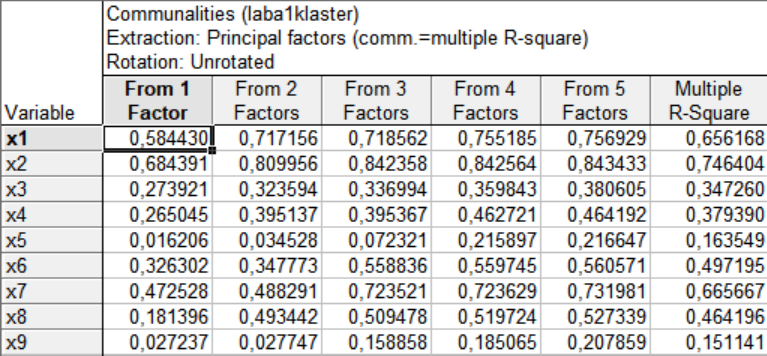 Communalities (laba1klaster)
Extraction: Principal factors (comm.=multiple R-square)
Rotation: Unrotated
Variable From 1 Factor From 2 Factors From 3 Factors From 4 Factors From 5 Factors Multiple R-Square
x1 0,584430 0,717156 0,718562 0,755185 0,756929 0,656168
x2 0,684391 0,809956 0,842358 0,842564 0,843433 0,746404
x3 0,273921 0,323594 0,336994 0,359843 0,380605 0,347260
x4 0,265045 0,395137 0,395367 0,462721 0,464192 0,379390
x5 0,016206 0,034528 0,072321 0,215897 0,216647 0,163549
x6 0,326302 0,347773 0,558836 0,559745 0,560571 0,497195
x7 0,472528 0,488291 0,723521 0,723629 0,731981 0,665667
x8 0,181396 0,493442 0,509478 0,519724 0,527339 0,464196
x9 0,027237 0,027747 0,158858 0,185065 0,207859 0,151141